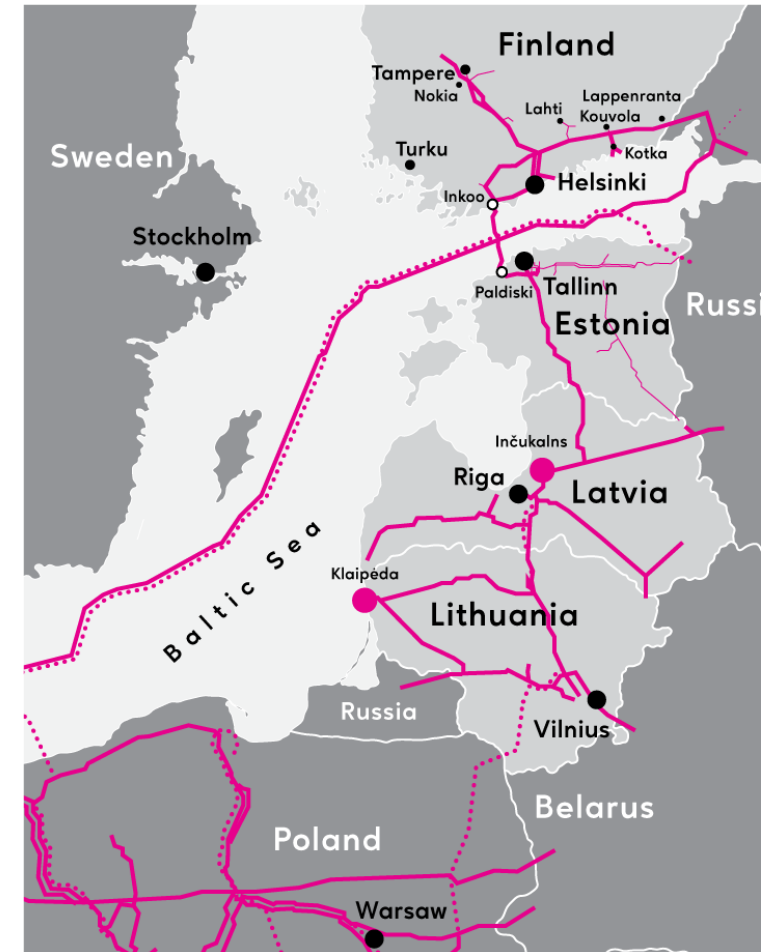 Finland
Tampere
Nokia
Lappenranta
Lahti
Kouvola
Sweden
Turku
Kotka
Helsinki
Inkoo
Stockholm
Paldiski
Tallinn
Russi
Estonia
Inčukalns
Riga
Latvia
Baltic Sea
Klaipėda
Lithuania
Russia
Vilnius
Belarus
Poland
Warsaw